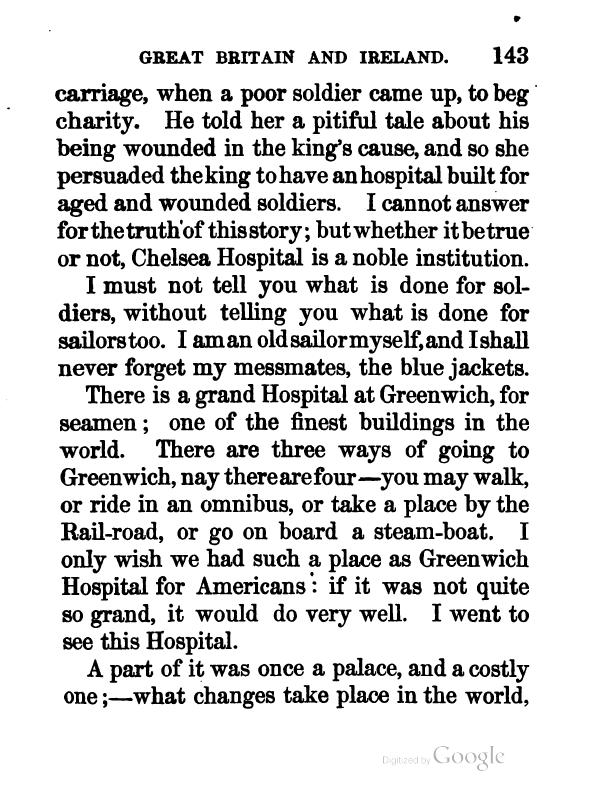 GREAT BRITAIN AND IRELAND. 143
carriage, when a poor soldier came up, to beg
charity. He told her a pitiful tale about his
being wounded in the king's cause, and so she
persuaded the king to have an hospital built for
aged and wounded soldiers. I cannot answer
for the truth of this story; but whether it be true
or not, Chelsea Hospital is a noble institution.
I must not tell you what is done for sol-
diers, without telling you what is done for
sailors too. I am an old sailor myself, and I shall
never forget my messmates, the blue jackets.
There is a grand Hospital at Greenwich, for
seamen; one of the finest buildings in the
world. There are three ways of going to
Greenwich, nay there are four—you may walk,
or ride in an omnibus, or take a place by the
Rail-road, or go on board a steam-boat. I
only wish we had such a place as Greenwich
Hospital for Americans: if it was not quite
so grand, it would do very well. I went to
see this Hospital.
A part of it was once a palace, and a costly
one;—what changes take place in the world,
Digitized by Google